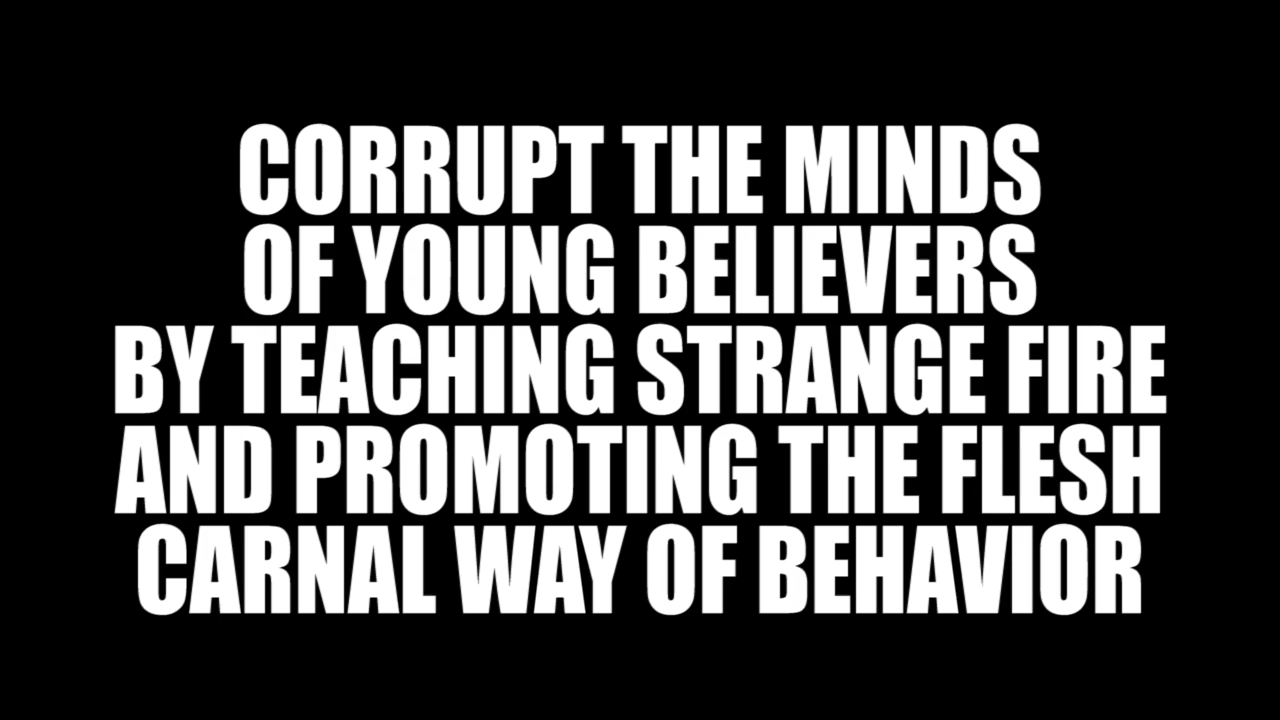 CORRUPT THE MINDS
OF YOUNG BELIEVERS
BY TEACHING STRANGE FIRE
AND PROMOTING THE FLESH
CARNAL WAY OF BEHAVIOR